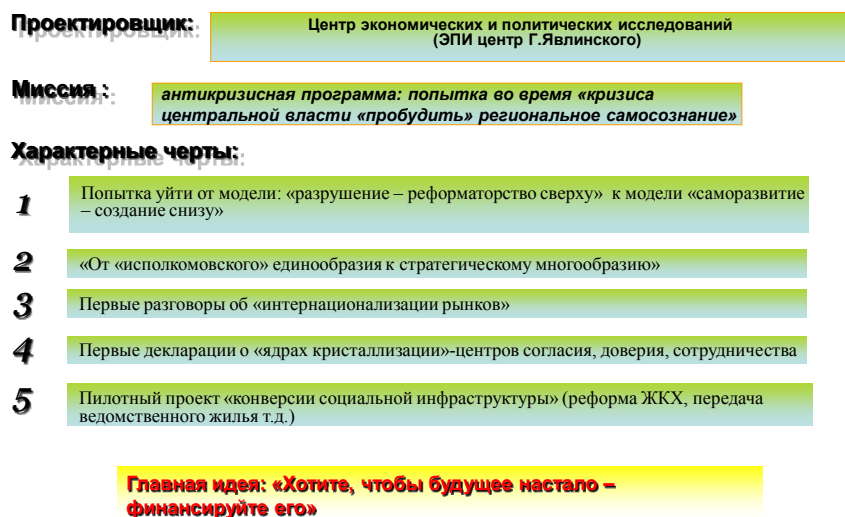 Проектировщик:
Центр экономических и политических исследований
(ЭПИ центр Г.Явлинского)
Миссия :
антикризисная программа: попытка во время «кризиса
центральной власти «пробудить» региональное самосознание»
Характерные черты:
1
Попытка уйти от модели: «разрушение – реформаторство сверху» к модели «саморазвитие
– создание снизу»
2
«От «исполкомовского» единообразия к стратегическому многообразию»
3
Первые разговоры об «интернационализации рынков»
4
Первые декларации о «ядрах кристаллизации»-центров согласия, доверия, сотрудничества
5
Пилотный проект «конверсии социальной инфраструктуры» (реформа ЖКХ, передача
ведомственного жилья т.д.)
Главная идея: «Хотите, чтобы будущее настало –
финансируйте его»